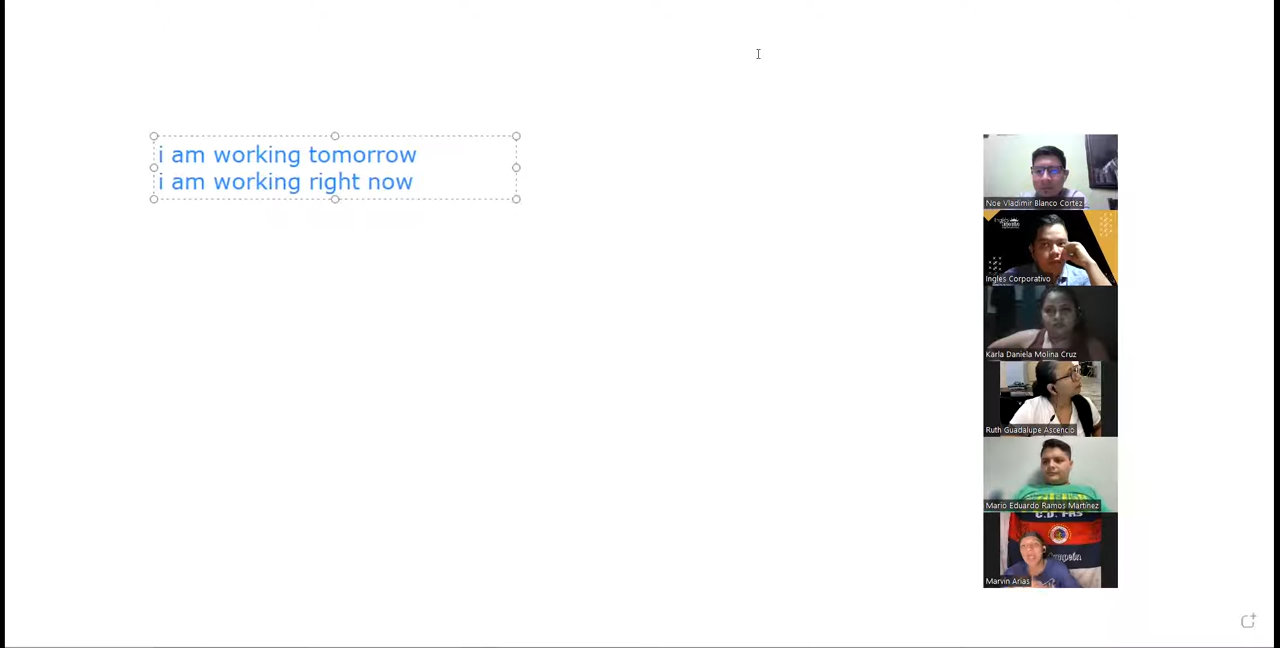 i am working tomorrow
i am working right now
Noe Vladimir Blanco Cortez
Ingles Corporativo
Karla Daniela Molina Cruz
Ruth Guadalupe Ascencio
Mario Eduardo Ramos Martinez
C.D. FAS
Marvin Arias